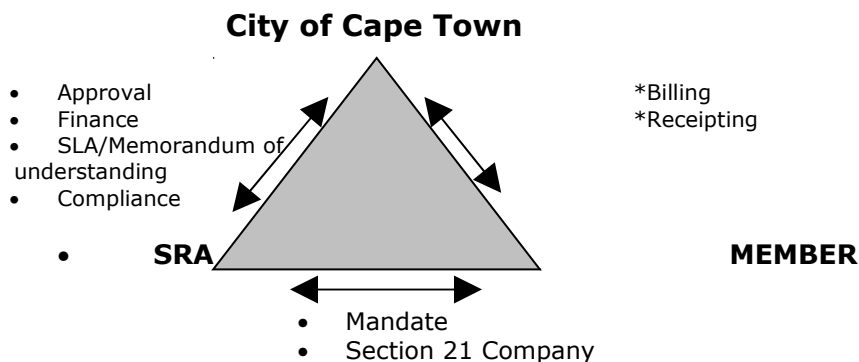 City of Cape Town
• Approval
• Finance
• SLA/Memorandum of
understanding
• Compliance
*Billing
*Receipting
• SRA
MEMBER
• Mandate
• Section 21 Company